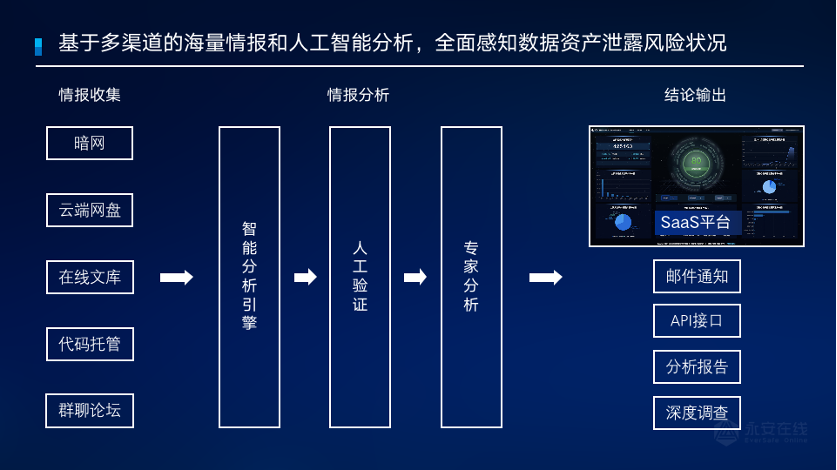 基于多渠道的海量情报和人工智能分析，全面感知数据资产泄露风险状况
情报收集
情报分析
结论输出
暗网
云端网盘
在线文库
代码托管
群聊论坛
智能分析引擎
人工验证
专家分析
SaaS平台
邮件通知
API接口
分析报告
深度调查
永安在线